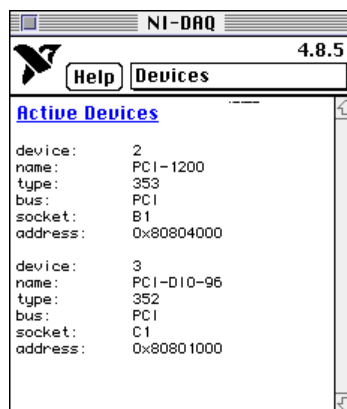 NI-DAQ
4.8.5
Help
Devices
Active Devices
device: 2
name: PCI-1200
type: 353
bus: PCI
socket: B1
address: 0x80804000
device: 3
name: PCI-DIO-96
type: 352
bus: PCI
socket: C1
address: 0x80801000